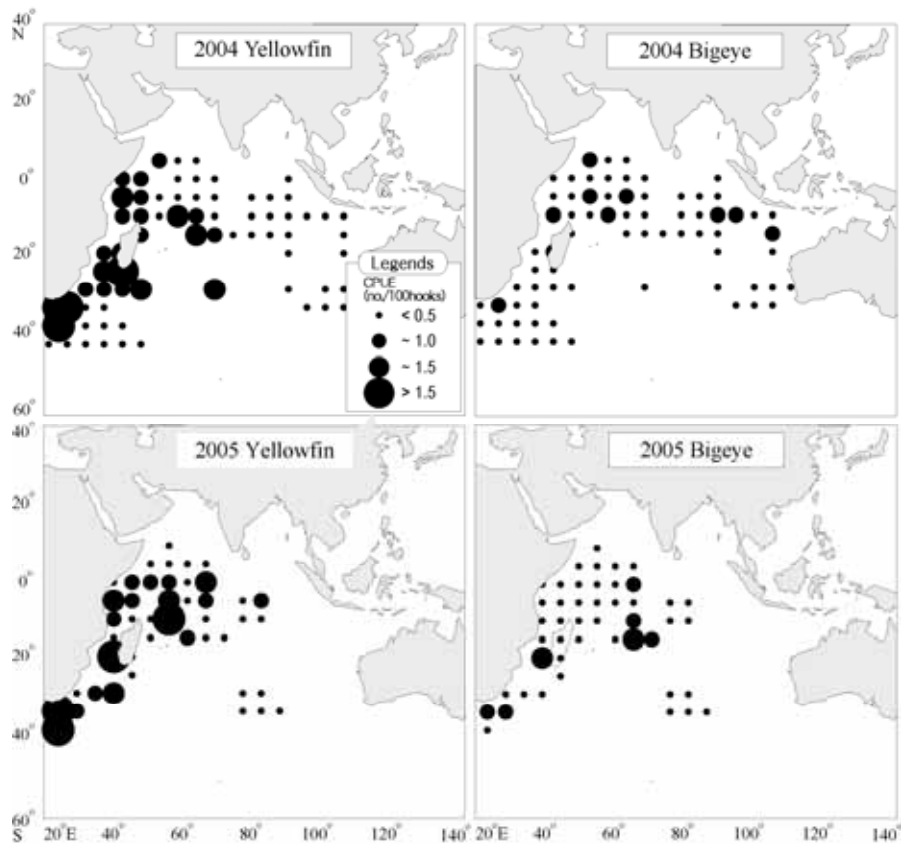 40°
N
2004 Yellowfin
2004 Bigeye
20°
0°
20°
40°
60°
Legends
CPUE
(no./100hooks)
< 0.5
~ 1.0
~ 1.5
> 1.5
40°
2005 Yellowfin
2005 Bigeye
20°
0°
20°
40°
60°
S
20°E 40° 60° 80° 100° 120° 140°
20°E 40° 60° 80° 100° 120° 140°